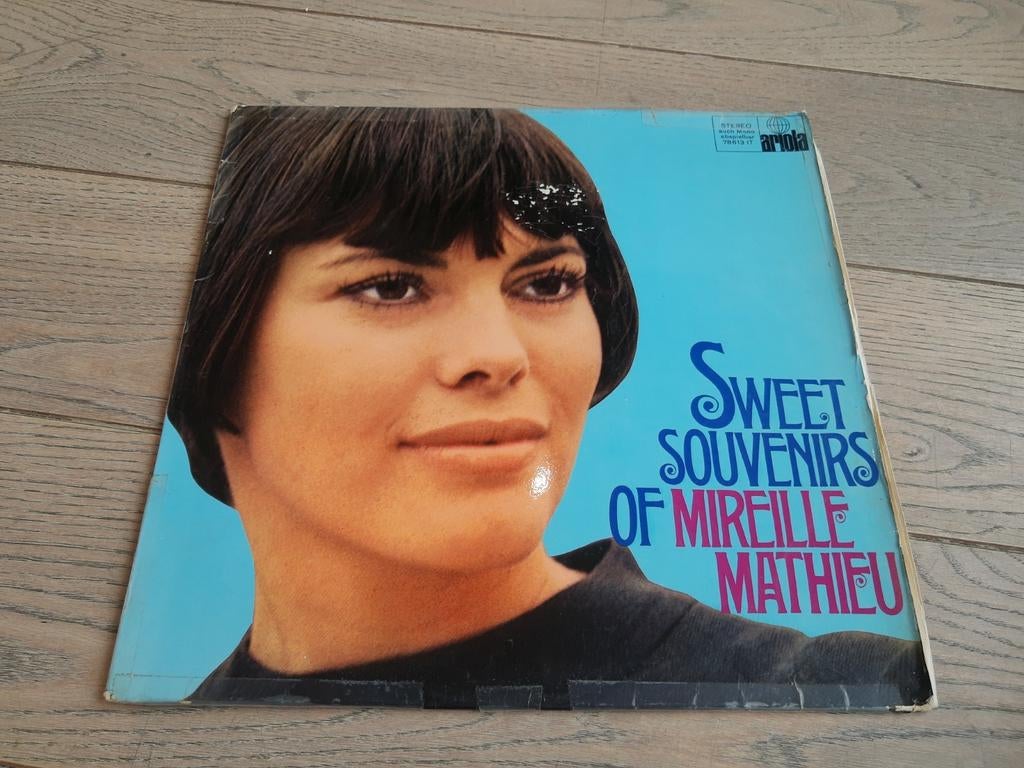 STEREO
auch Mono
abspielbar
78613 IT
ariola
SWEET
SOUVENIRS
OF MIREILLE
MATHIEU